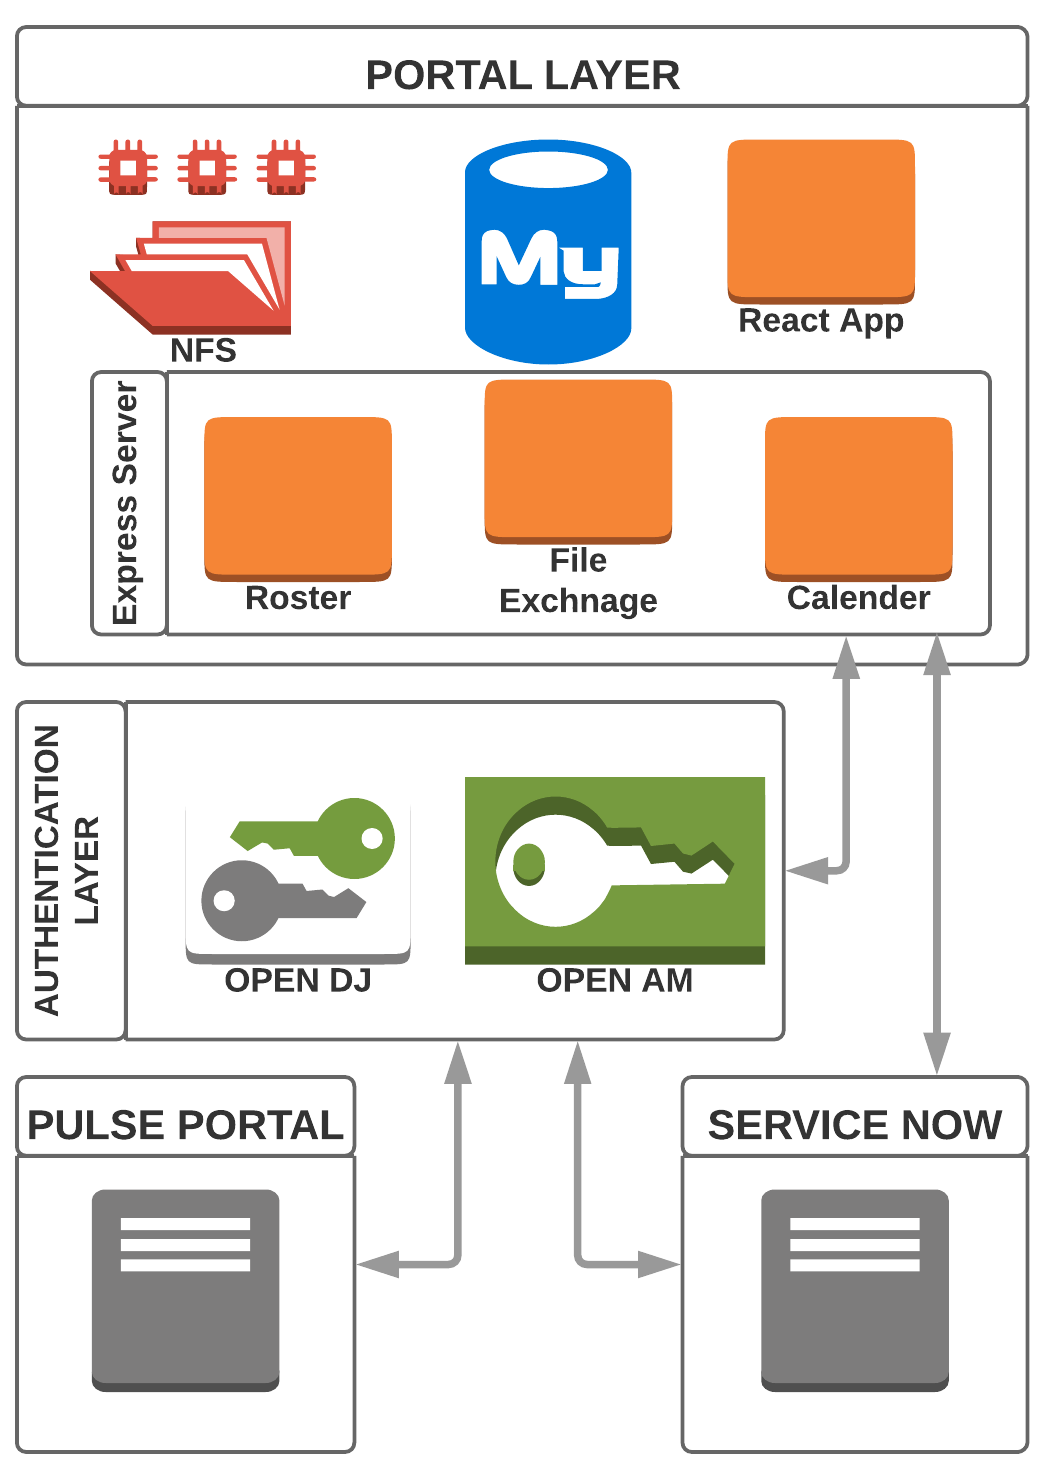 PORTAL LAYER
My
React App
NFS
Express Server
Roster
File
Exchnage
Calender
AUTHENTICATION
LAYER
OPEN DJ
OPEN AM
PULSE PORTAL
SERVICE NOW